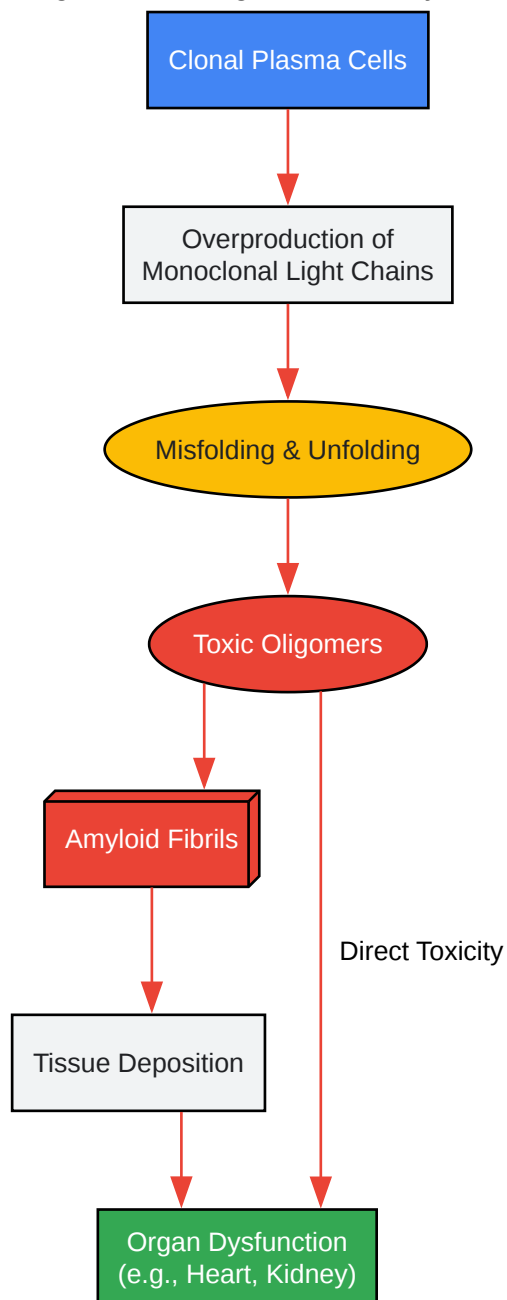 Clonal Plasma Cells
Overproduction of
Monoclonal Light Chains
Misfolding & Unfolding
Toxic Oligomers
Amyloid Fibrils
Direct Toxicity
Tissue Deposition
Organ Dysfunction
(e.g., Heart, Kidney)